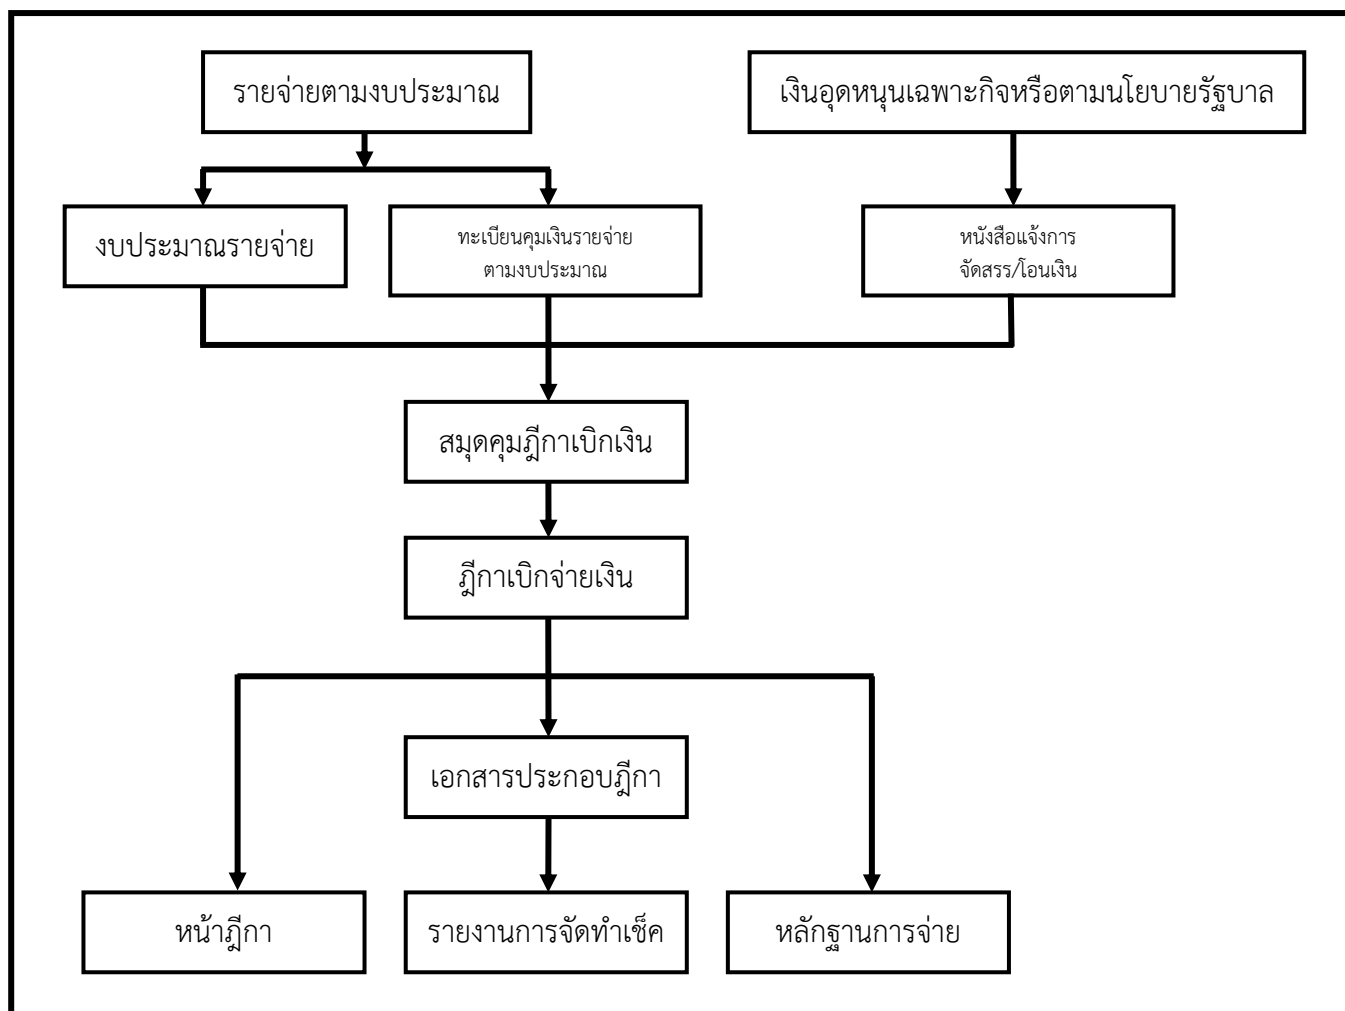 รายจ่ายตามงบประมาณ
เงินอุดหนุนเฉพาะกิจหรือตามนโยบายรัฐบาล
งบประมาณรายจ่าย
ทะเบียนคุมเงินรายจ่าย
ตามงบประมาณ
หนังสือแจ้งการ
จัดสรร/โอนเงิน
สมุดคุมฎีกาเบิกเงิน
ฎีกาเบิกจ่ายเงิน
เอกสารประกอบฎีกา
หน้าฎีกา
รายงานการจัดทำเช็ค
หลักฐานการจ่าย